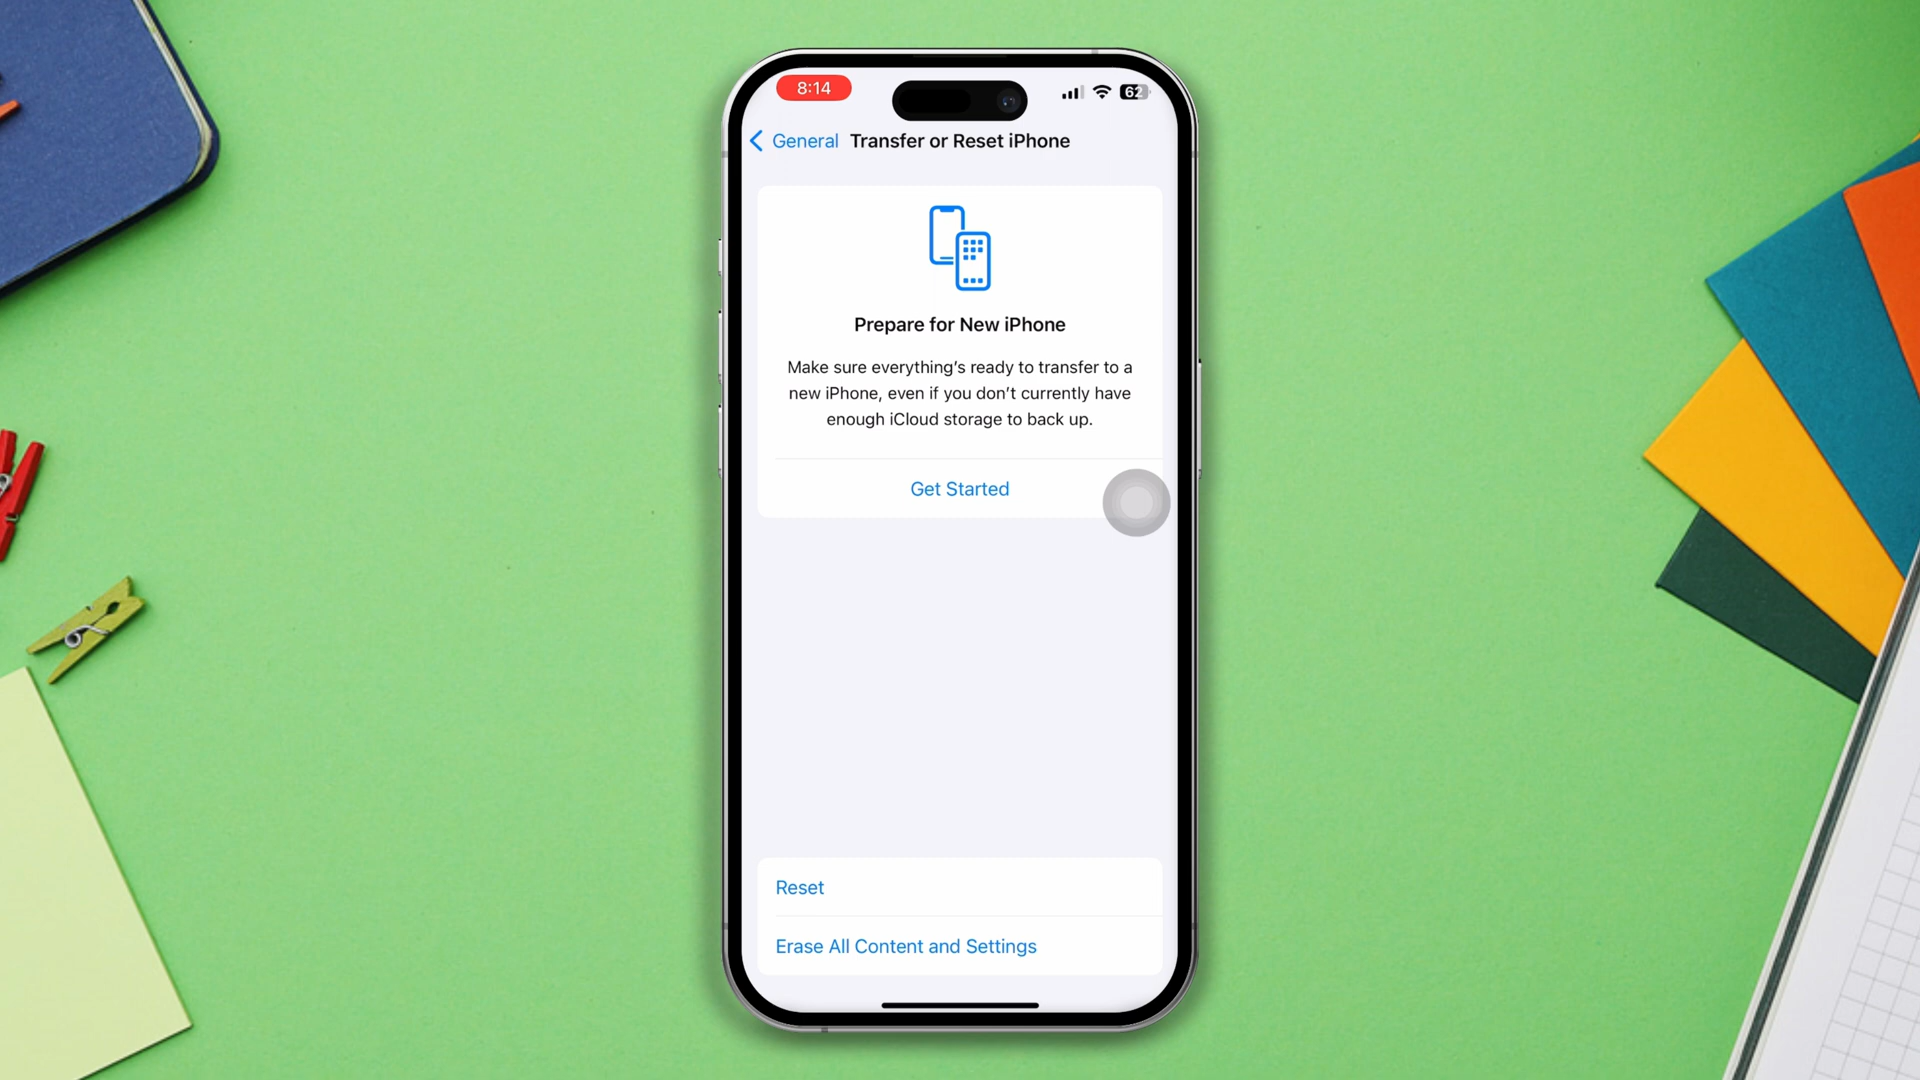 8:14
62
General Transfer or Reset iPhone
Prepare for New iPhone
Make sure everything's ready to transfer to a
new iPhone, even if you don't currently have
enough iCloud storage to back up.
Get Started
Reset
Erase All Content and Settings